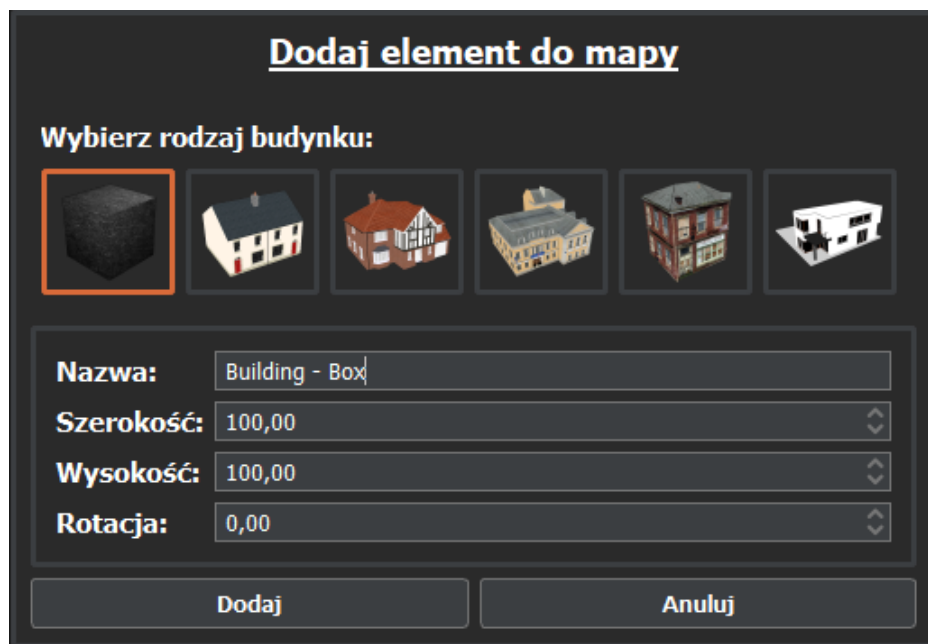 Dodaj element do mapy
Wybierz rodzaj budynku:
Nazwa: Building - Box
Szerokość: 100,00
Wysokość: 100,00
Rotacja: 0,00
Dodaj Anuluj